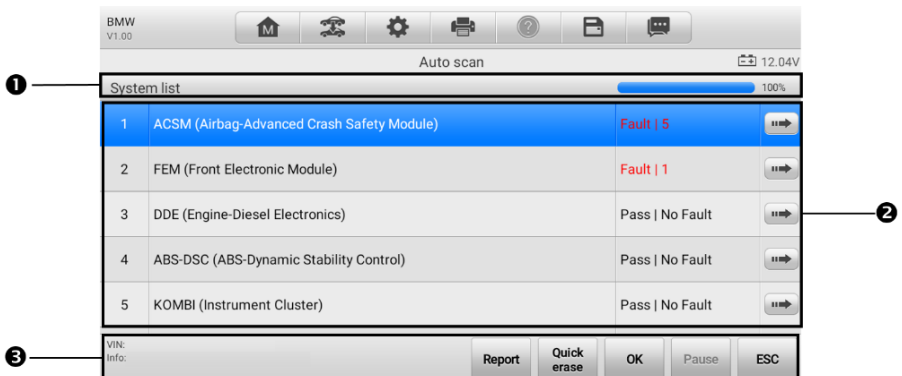 BMW
V1.00
M
?
Auto scan
12.04V
❶
System list
100%
1 ACSM (Airbag-Advanced Crash Safety Module) Fault | 5
2 FEM (Front Electronic Module) Fault | 1
3 DDE (Engine-Diesel Electronics) Pass | No Fault
❷
4 ABS-DSC (ABS-Dynamic Stability Control) Pass | No Fault
5 KOMBI (Instrument Cluster) Pass | No Fault
❸
VIN:
Info:
Report
Quick
erase
OK
Pause
ESC